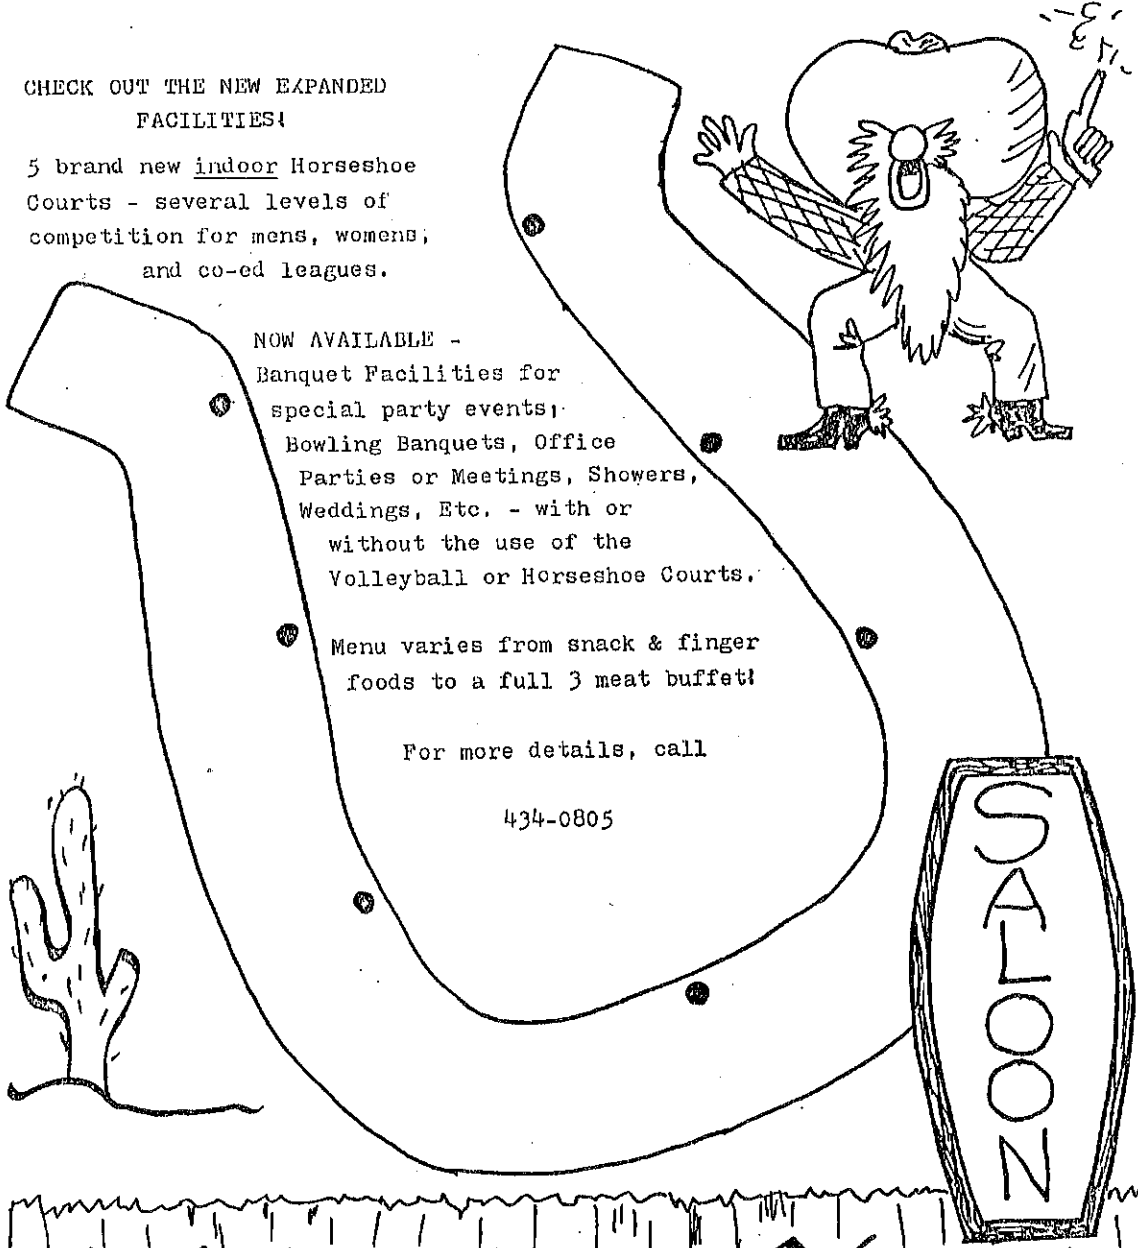 CHECK OUT THE NEW EXPANDED
FACILITIES!
5 brand new indoor Horseshoe
Courts - several levels of
competition for mens, womens,
and co-ed leagues.
NOW AVAILABLE -
Banquet Facilities for
special party events;
Bowling Banquets, Office
Parties or Meetings, Showers,
Weddings, Etc. - with or
without the use of the
Volleyball or Horseshoe Courts.
Menu varies from snack & finger
foods to a full 3 meat buffet!
For more details, call
434-0805
SALOON